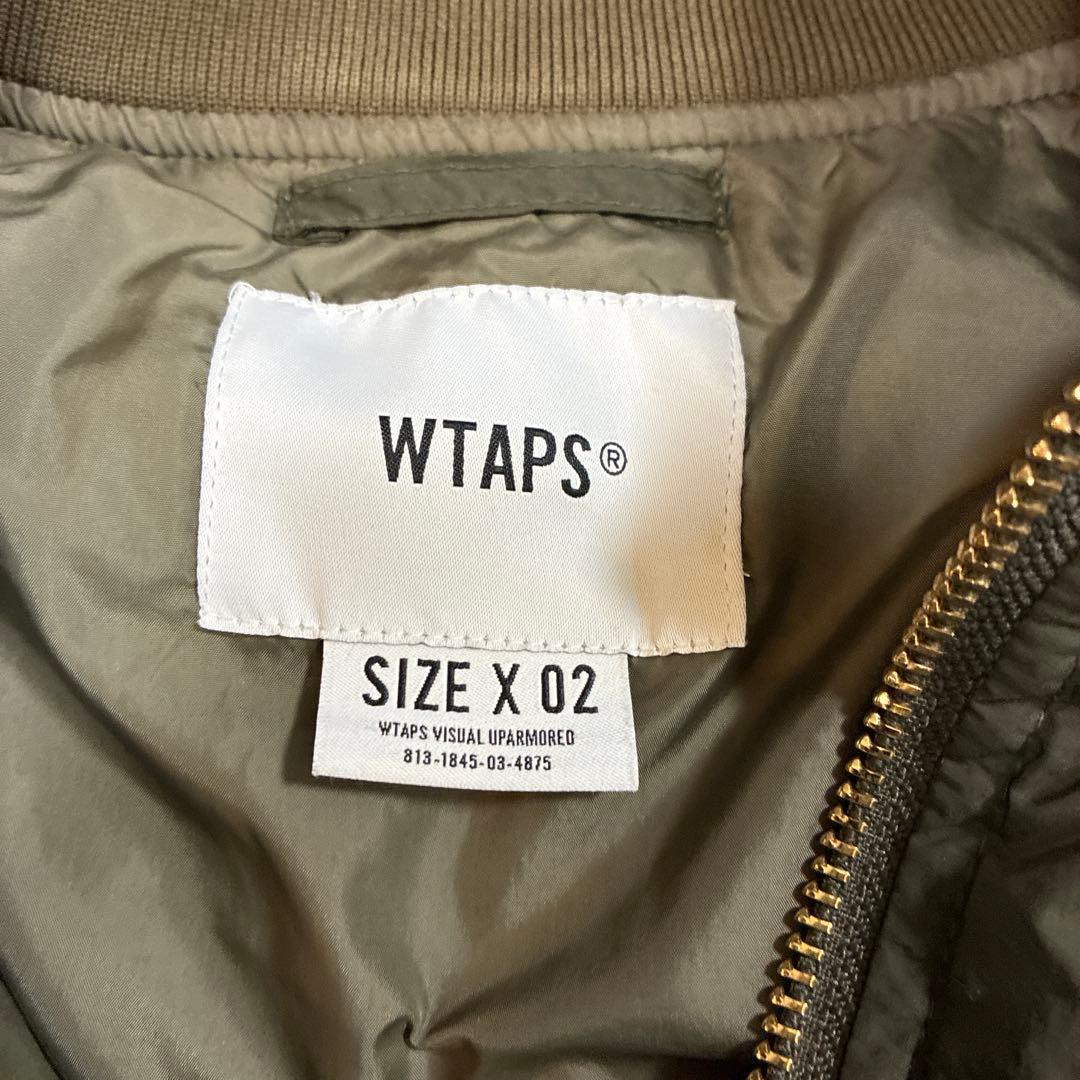 WTAPS®
SIZE X 02
WTAPS VISUAL UPARMORED
813-1845-03-4875